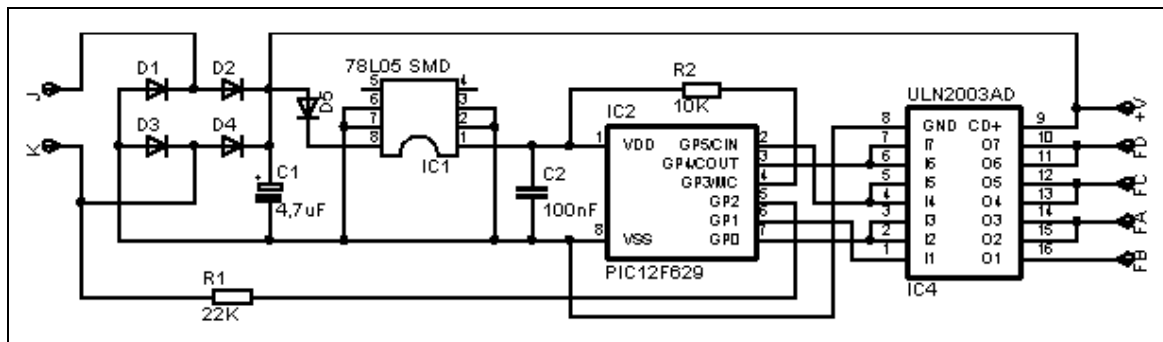 J
K
D1
D2
D3
D4
D5
C1
+
4,7uF
R1
22K
78L05 SMD
5
6
7
8
4
3
2
1
IC1
C2
100nF
R2
10K
IC2
1
8
VDD
VSS
GP5/CIN
GP4/COUT
GP3/MC
GP2
GP1
GP0
2
3
4
5
6
7
PIC12F629
ULN2003AD
8
7
6
5
4
3
2
1
GND
I7
I6
I5
I4
I3
I2
I1
CD+
O7
O6
O5
O4
O3
O2
O1
9
10
11
12
13
14
15
16
IC4
+V
FD
FC
FA
FB